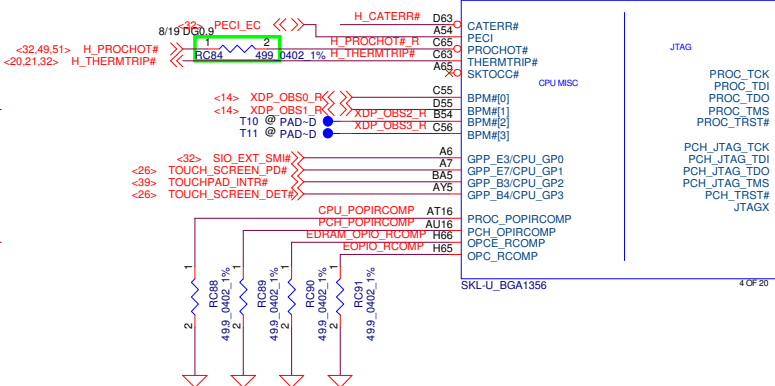 H_CATERR# D63 CATERR#
<32> PECI_EC A54 PECI
8/19 DG0.9
<32,49,51> H_PROCHOT# 1 2 H_PROCHOT#_R C65 PROCHOT#
<20,21,32> H_THERMTRIP# RC84 499_0402_1% H_THERMTRIP# C63 THERMTRIP#
A65 SKTOCC#
CPU MISC
JTAG
<14> XDP_OBS0_R C55 BPM#[0]
<14> XDP_OBS1_R D55 BPM#[1]
T10 @ PAD~D XDP_OBS2_R B54 BPM#[2]
T11 @ PAD~D XDP_OBS3_R C56 BPM#[3]
PROC_TCK
PROC_TDI
PROC_TDO
PROC_TMS
PROC_TRST#
<32> SIO_EXT_SMI# A6 GPP_E3/CPU_GP0
<26> TOUCH_SCREEN_PD# A7 GPP_E7/CPU_GP1
<39> TOUCHPAD_INTR# BA5 GPP_B3/CPU_GP2
<26> TOUCH_SCREEN_DET# AY5 GPP_B4/CPU_GP3
PCH_JTAG_TCK
PCH_JTAG_TDI
PCH_JTAG_TDO
PCH_JTAG_TMS
PCH_TRST#
JTAGX
CPU_POPIRCOMP AT16 PROC_POPIRCOMP
PCH_POPIRCOMP AU16 PCH_OPIRCOMP
EDRAM_OPIO_RCOMP H66 OPCE_RCOMP
EOPIO_RCOMP H65 OPC_RCOMP
SKL-U_BGA1356
4 OF 20
1 1 1 1
RC88
49.9_0402_1%
RC89
49.9_0402_1%
RC90
49.9_0402_1%
RC91
49.9_0402_1%
2 2 2 2